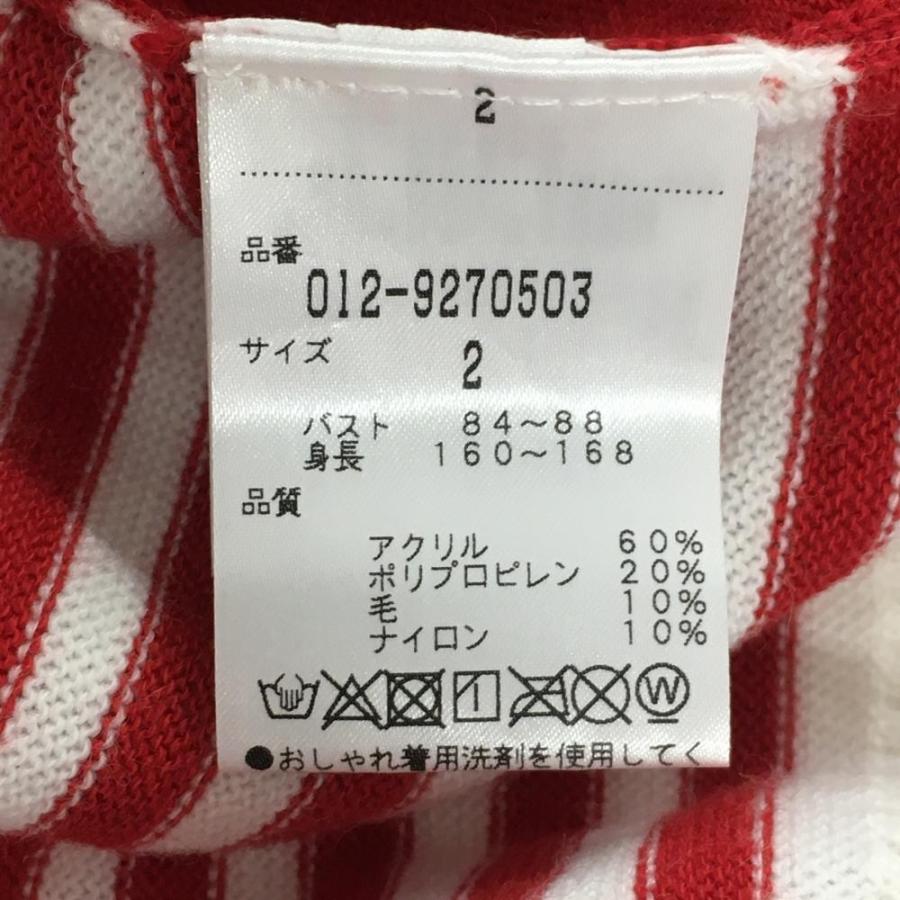 2
品番
012-9270503
サイズ
2
バスト 84~88
身長 160~168
品質
アクリル 60%
ポリプロピレン 20%
毛 10%
ナイロン 10%
W
●おしゃれ着用洗剤を使用してく